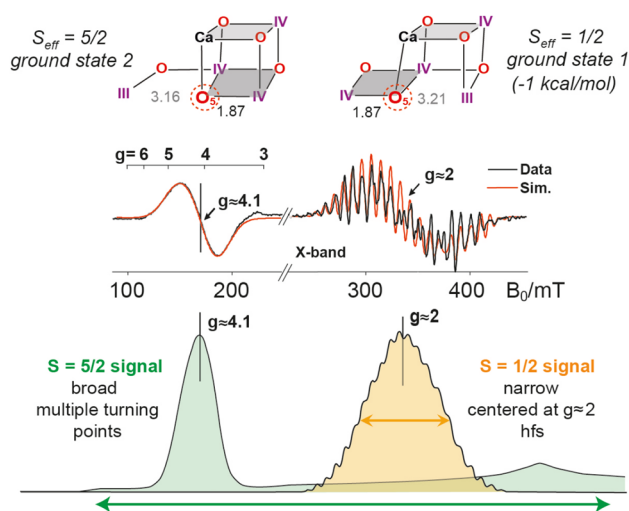 S_eff = 5/2
ground state 2
O
IV
Ca
O
O
IV
O
III
3.16
O5
1.87
O
IV
Ca
O
O
IV
O
IV
O5
3.21
III
1.87
S_eff = 1/2
ground state 1
(-1 kcal/mol)
g= 6 5 4 3
g≈4.1
g≈2
Data
Sim.
X-band
100 200 300 400 B₀/mT
g≈4.1
g≈2
S = 5/2 signal
broad
multiple turning
points
S = 1/2 signal
narrow
centered at g≈2
hfs